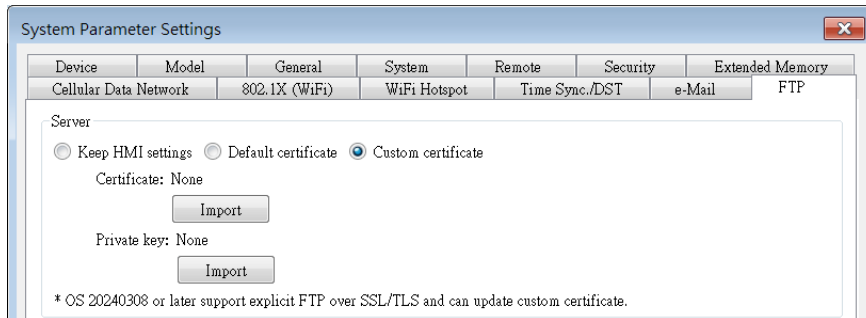 System Parameter Settings
Device Model General System Remote Security Extended Memory
Cellular Data Network 802.1X (WiFi) WiFi Hotspot Time Sync./DST e-Mail FTP
Server
Keep HMI settings Default certificate Custom certificate
Certificate: None
Import
Private key: None
Import
* OS 20240308 or later support explicit FTP over SSL/TLS and can update custom certificate.